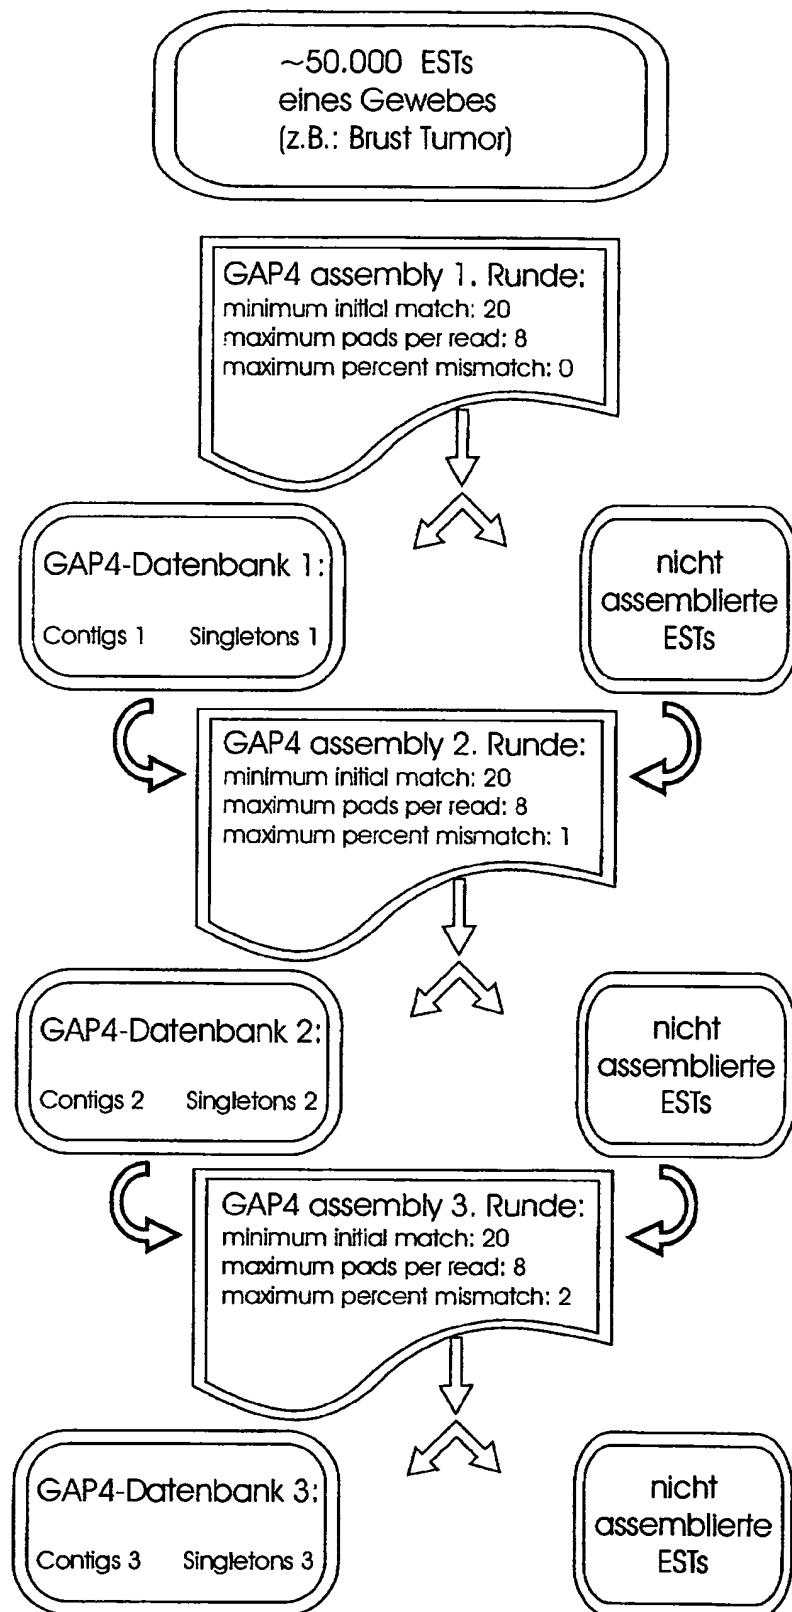 ~50.000 ESTs
eines Gewebes
(z.B.: Brust Tumor)
GAP4 assembly 1. Runde:
minimum initial match: 20
maximum pads per read: 8
maximum percent mismatch: 0
GAP4-Datenbank 1:
Contigs 1 Singletons 1
nicht
assemblierte
ESTs
GAP4 assembly 2. Runde:
minimum initial match: 20
maximum pads per read: 8
maximum percent mismatch: 1
GAP4-Datenbank 2:
Contigs 2 Singletons 2
nicht
assemblierte
ESTs
GAP4 assembly 3. Runde:
minimum initial match: 20
maximum pads per read: 8
maximum percent mismatch: 2
GAP4-Datenbank 3:
Contigs 3 Singletons 3
nicht
assemblierte
ESTs